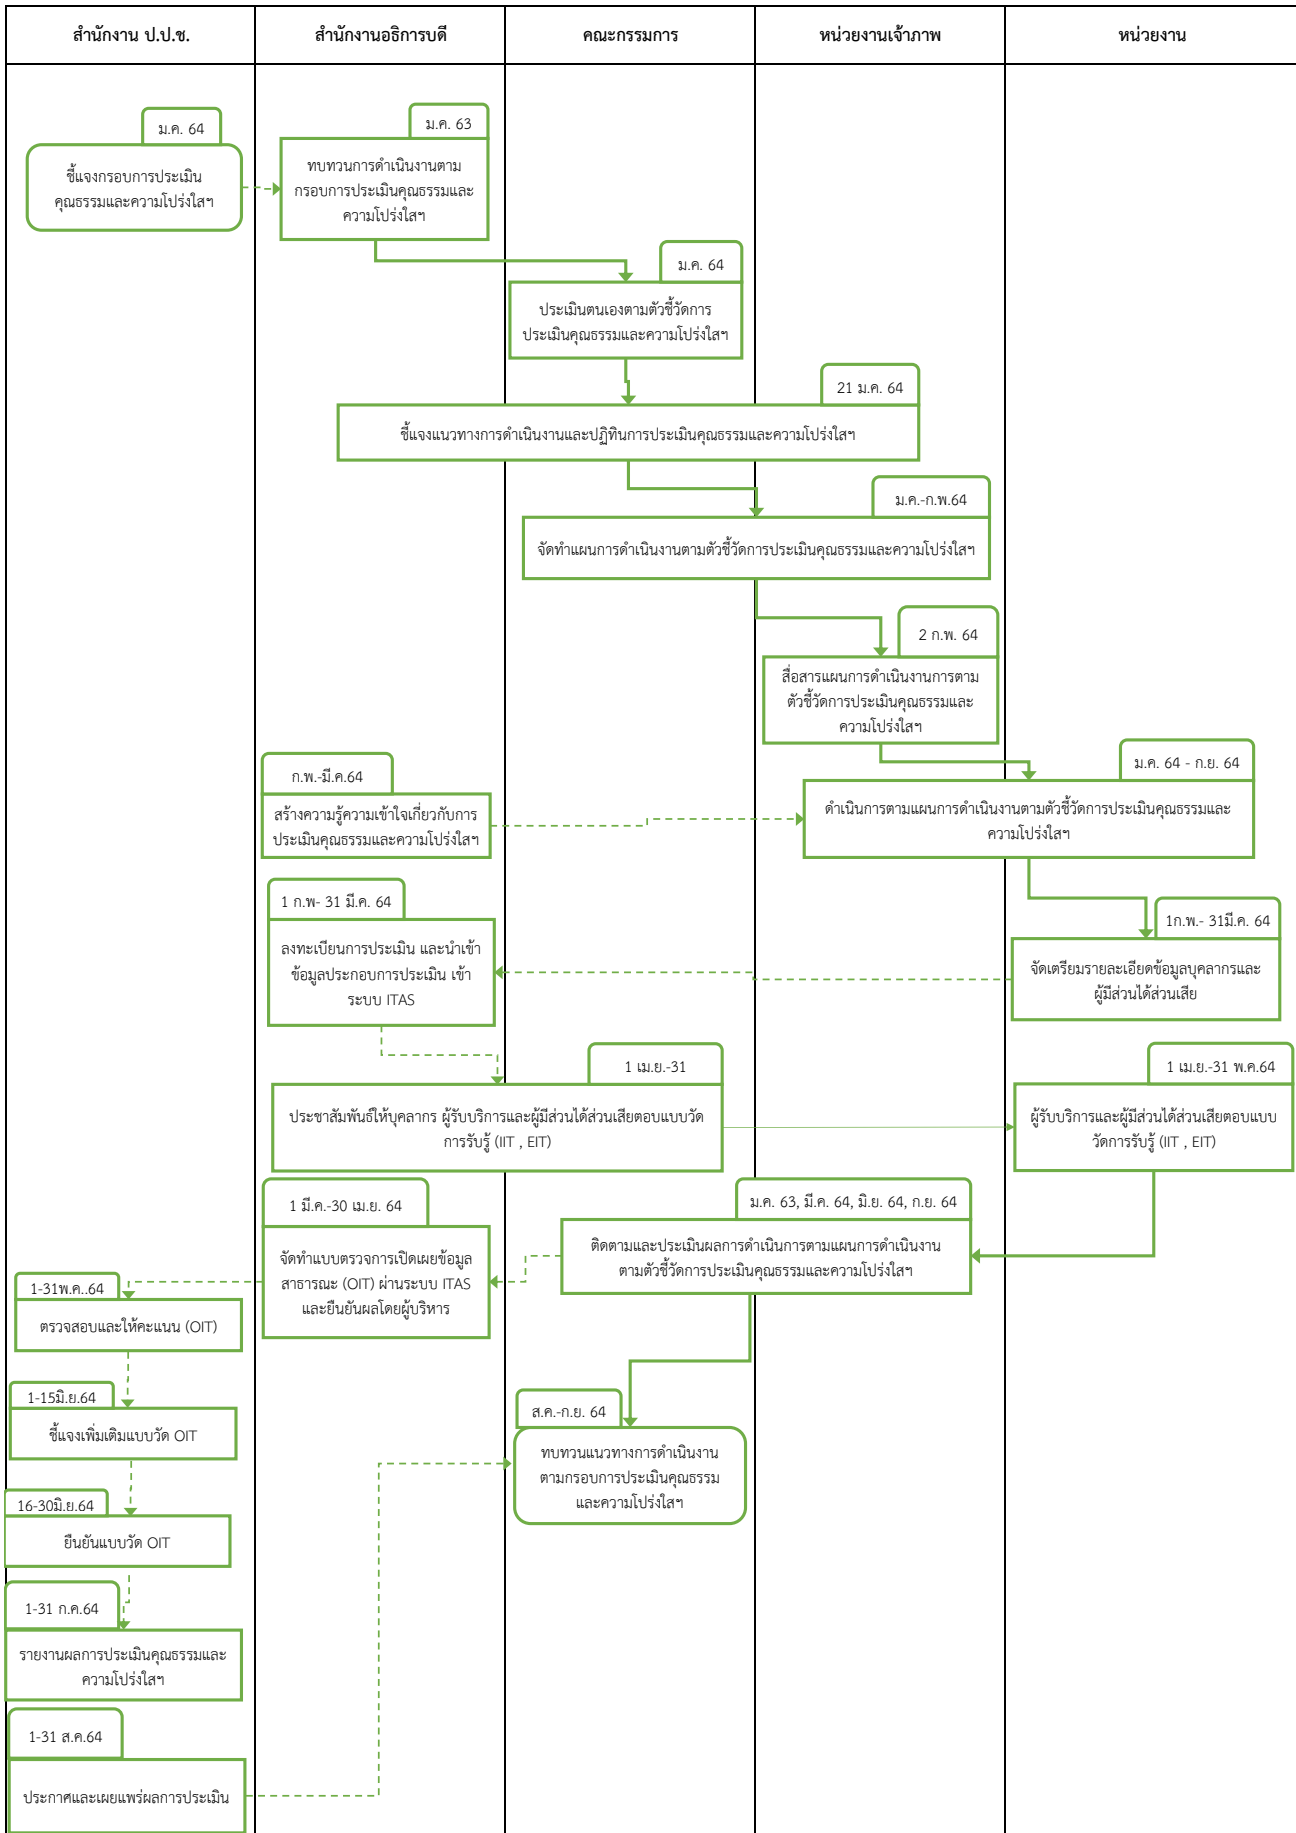 สำนักงาน ป.ป.ช.
สำนักงานอธิการบดี
คณะกรรมการ
หน่วยงานเจ้าภาพ
หน่วยงาน
ม.ค. 64
ชี้แจงกรอบการประเมิน
คุณธรรมและความโปร่งใสฯ
ม.ค. 63
ทบทวนการดำเนินงานตาม
กรอบการประเมินคุณธรรมและ
ความโปร่งใสฯ
ม.ค. 64
ประเมินตนเองตามตัวชี้วัดการ
ประเมินคุณธรรมและความโปร่งใสฯ
21 ม.ค. 64
ชี้แจงแนวทางการดำเนินงานและปฏิทินการประเมินคุณธรรมและความโปร่งใสฯ
ม.ค.-ก.พ.64
จัดทำแผนการดำเนินงานตามตัวชี้วัดการประเมินคุณธรรมและความโปร่งใสฯ
2 ก.พ. 64
สื่อสารแผนการดำเนินงานการตาม
ตัวชี้วัดการประเมินคุณธรรมและ
ความโปร่งใสฯ
ก.พ.-มี.ค.64
สร้างความรู้ความเข้าใจเกี่ยวกับการ
ประเมินคุณธรรมและความโปร่งใสฯ
ม.ค. 64 - ก.ย. 64
ดำเนินการตามแผนการดำเนินงานตามตัวชี้วัดการประเมินคุณธรรมและ
ความโปร่งใสฯ
1 ก.พ- 31 มี.ค. 64
ลงทะเบียนการประเมิน และนำเข้า
ข้อมูลประกอบการประเมิน เข้า
ระบบ ITAS
1ก.พ.- 31มี.ค. 64
จัดเตรียมรายละเอียดข้อมูลบุคลากรและ
ผู้มีส่วนได้ส่วนเสีย
1 เม.ย.-31
ประชาสัมพันธ์ให้บุคลากร ผู้รับบริการและผู้มีส่วนได้ส่วนเสียตอบแบบวัด
การรับรู้ (IIT , EIT)
1 เม.ย.-31 พ.ค.64
ผู้รับบริการและผู้มีส่วนได้ส่วนเสียตอบแบบ
วัดการรับรู้ (IIT , EIT)
1 มี.ค.-30 เม.ย. 64
จัดทำแบบตรวจการเปิดเผยข้อมูล
สาธารณะ (OIT) ผ่านระบบ ITAS
และยืนยันผลโดยผู้บริหาร
ม.ค. 63, มี.ค. 64, มิ.ย. 64, ก.ย. 64
ติดตามและประเมินผลการดำเนินการตามแผนการดำเนินงาน
ตามตัวชี้วัดการประเมินคุณธรรมและความโปร่งใสฯ
1-31พ.ค..64
ตรวจสอบและให้คะแนน (OIT)
1-15มิ.ย.64
ชี้แจงเพิ่มเติมแบบวัด OIT
ส.ค.-ก.ย. 64
ทบทวนแนวทางการดำเนินงาน
ตามกรอบการประเมินคุณธรรม
และความโปร่งใสฯ
16-30มิ.ย.64
ยืนยันแบบวัด OIT
1-31 ก.ค.64
รายงานผลการประเมินคุณธรรมและ
ความโปร่งใสฯ
1-31 ส.ค.64
ประกาศและเผยแพร่ผลการประเมิน